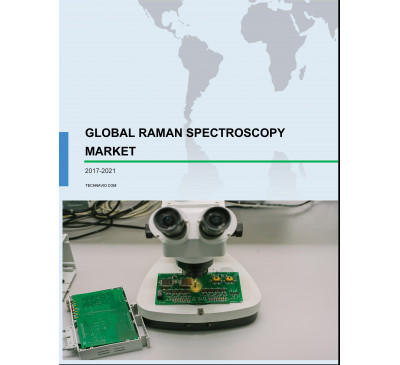 GLOBAL RAMAN SPECTROSCOPY
MARKET
2017-2021
TECHNAVIO.COM